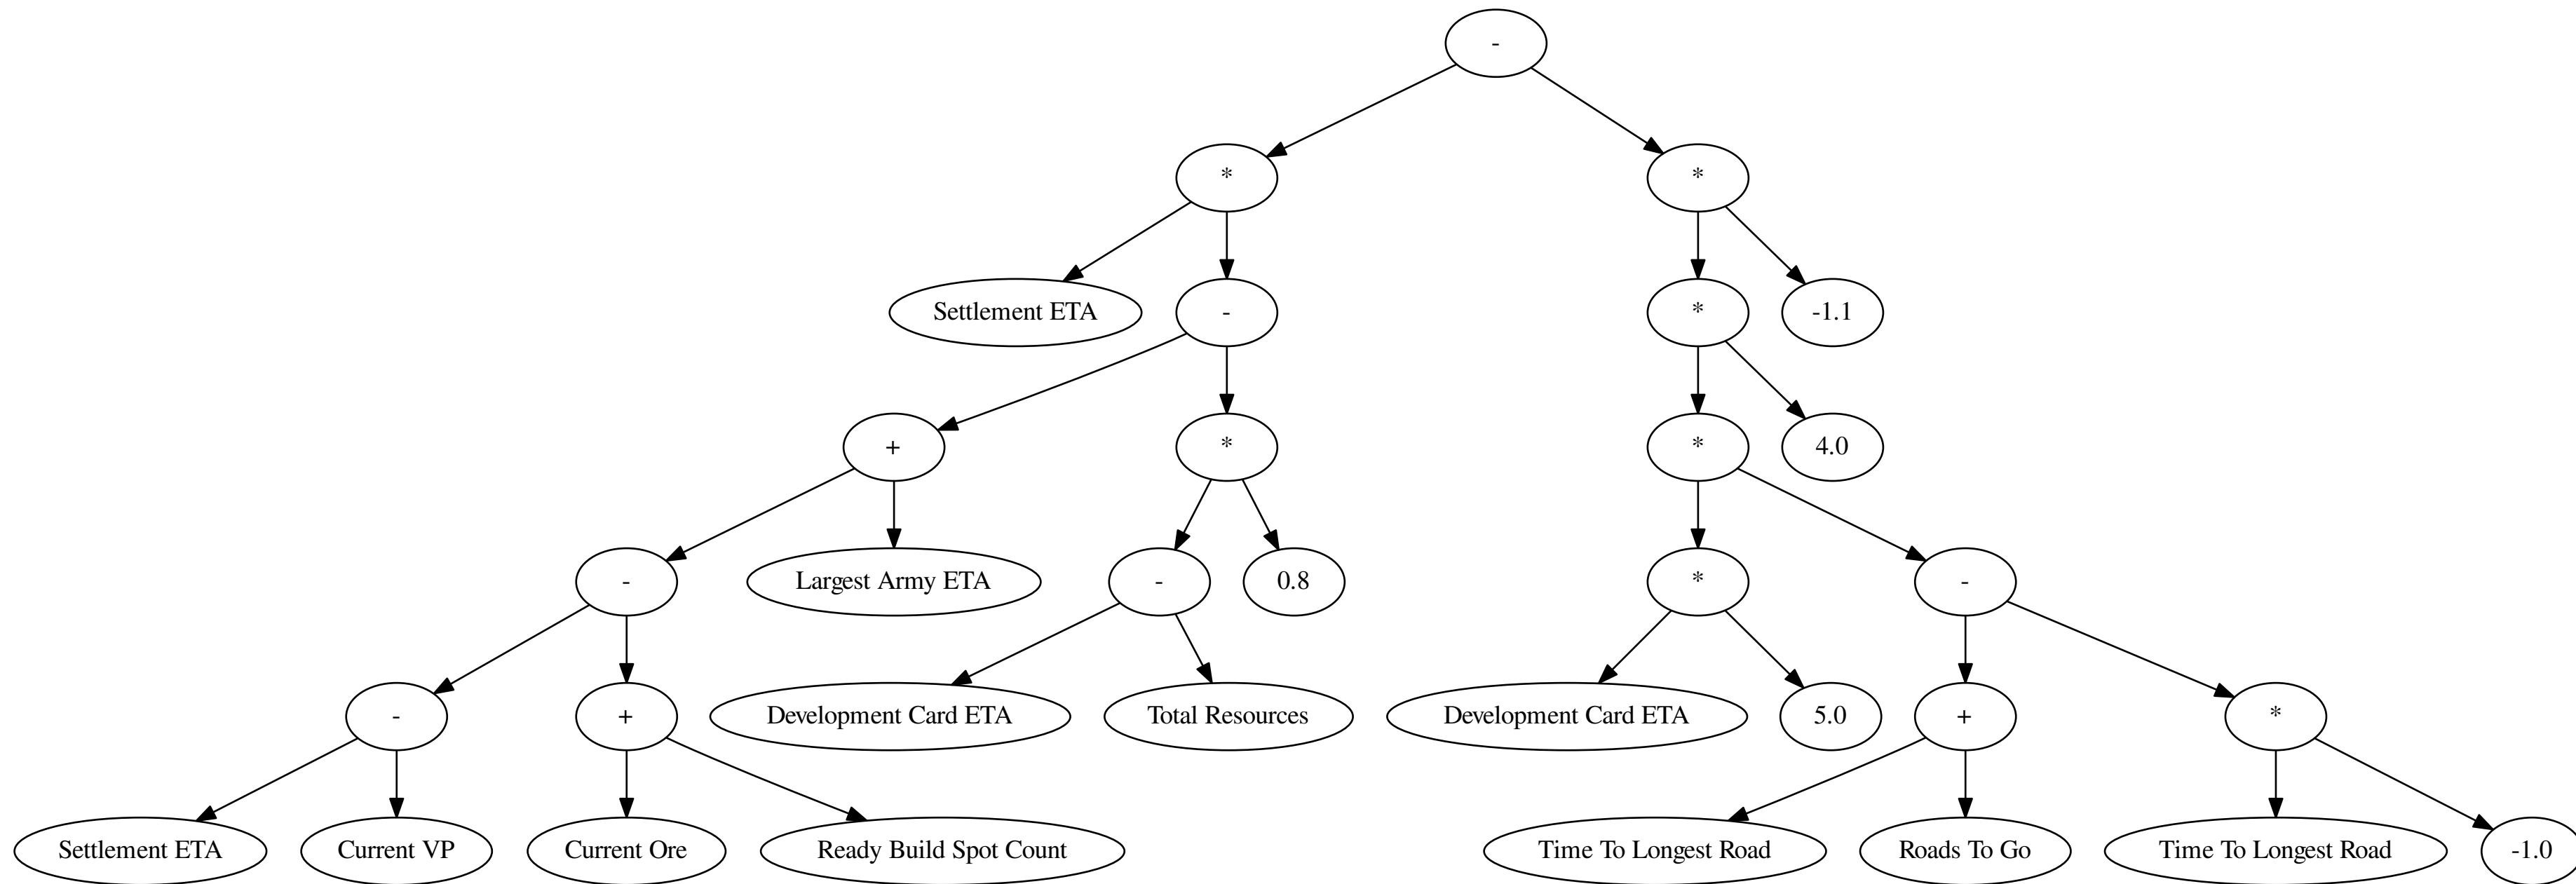 -
*
*
Settlement ETA
-
*
-1.1
+
*
*
4.0
-
Largest Army ETA
-
0.8
*
-
-
+
Development Card ETA
Total Resources
Development Card ETA
5.0
+
*
Settlement ETA
Current VP
Current Ore
Ready Build Spot Count
Time To Longest Road
Roads To Go
Time To Longest Road
-1.0